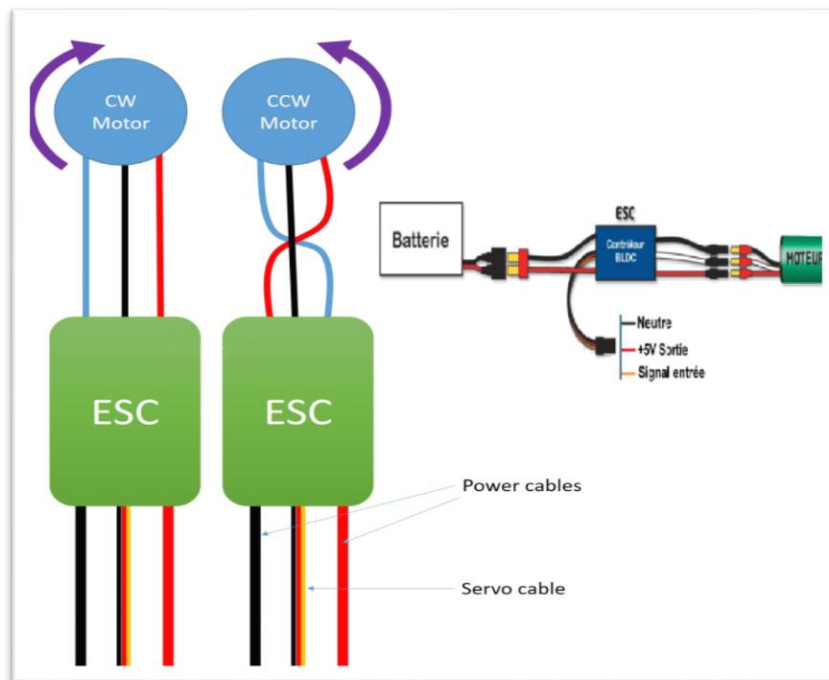 CW
Motor
CCW
Motor
ESC
ESC
Power cables
Servo cable
Batterie
ESC
Contrôleur
BLDC
MOTEUR
Neutre
+5V Sortie
Signal entrée